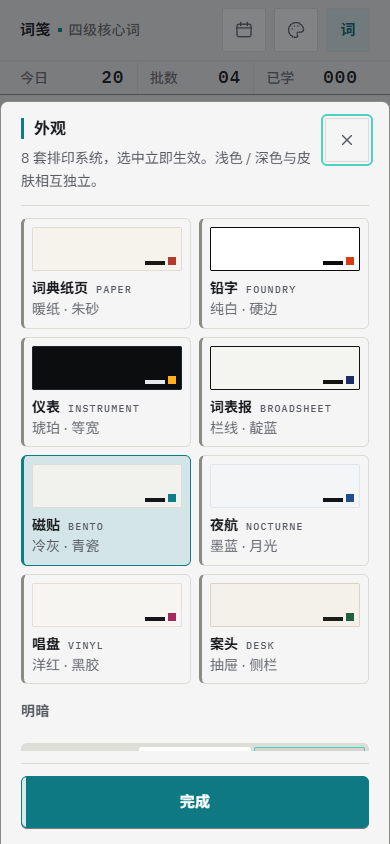 词笺 四级核心词 词
今日 20 批数 04 已学 000
外观
8 套排印系统，选中立即生效。浅色 / 深色与皮
肤相互独立。
词典纸页 PAPER
暖纸 · 朱砂
铅字 FOUNDRY
纯白 · 硬边
仪表 INSTRUMENT
琥珀 · 等宽
词表报 BROADSHEET
栏线 · 靛蓝
磁贴 BENTO
冷灰 · 青瓷
夜航 NOCTURNE
墨蓝 · 月光
唱盘 VINYL
洋红 · 黑胶
案头 DESK
抽屉 · 侧栏
明暗
完成